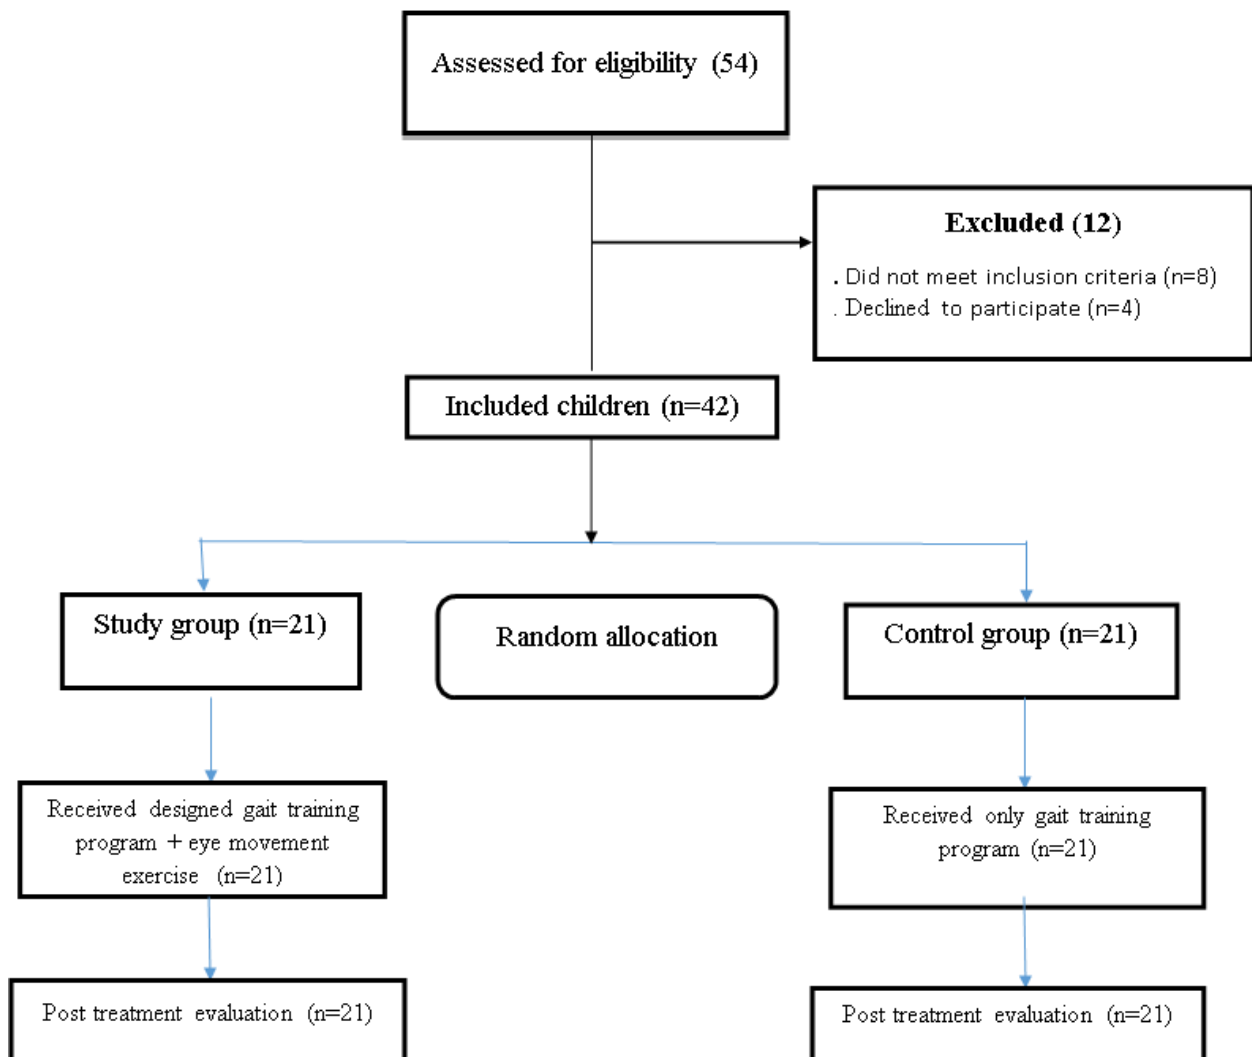 Assessed for eligibility (54)
Excluded (12)
. Did not meet inclusion criteria (n=8)
. Declined to participate (n=4)
Included children (n=42)
Study group (n=21)
Random allocation
Control group (n=21)
Received designed gait training
program + eye movement
exercise (n=21)
Received only gait training
program (n=21)
Post treatment evaluation (n=21)
Post treatment evaluation (n=21)